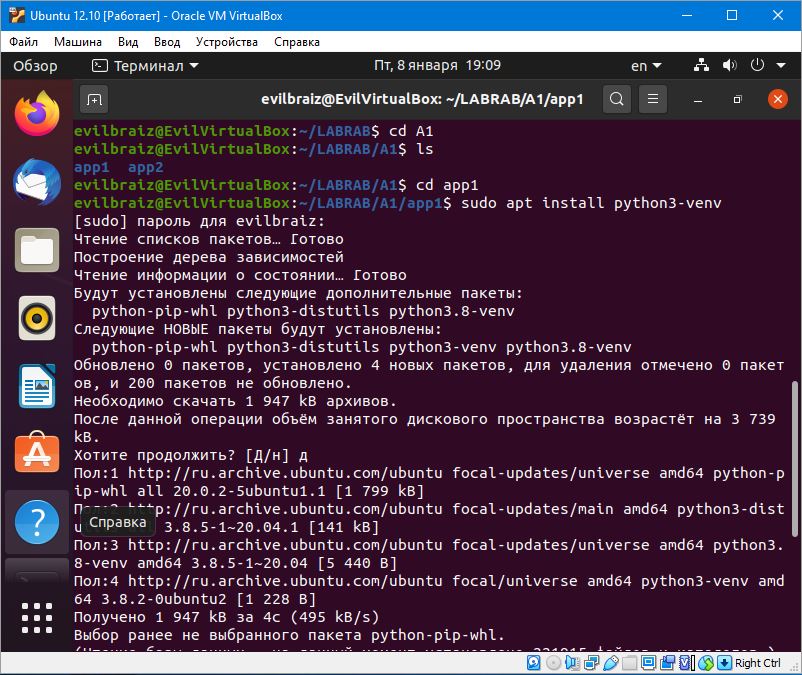 Ubuntu 12.10 [Работает] - Oracle VM VirtualBox
Файл Машина Вид Ввод Устройства Справка
Обзор Терминал Пт, 8 января 19:09 en
evilbraiz@EvilVirtualBox: ~/LABRAB/A1/app1
evilbraiz@EvilVirtualBox:~/LABRAB$ cd A1
evilbraiz@EvilVirtualBox:~/LABRAB/A1$ ls
app1 app2
evilbraiz@EvilVirtualBox:~/LABRAB/A1$ cd app1
evilbraiz@EvilVirtualBox:~/LABRAB/A1/app1$ sudo apt install python3-venv
[sudo] пароль для evilbraiz:
Чтение списков пакетов… Готово
Построение дерева зависимостей
Чтение информации о состоянии… Готово
Будут установлены следующие дополнительные пакеты:
python-pip-whl python3-distutils python3.8-venv
Следующие НОВЫЕ пакеты будут установлены:
python-pip-whl python3-distutils python3-venv python3.8-venv
Обновлено 0 пакетов, установлено 4 новых пакетов, для удаления отмечено 0 пакет
ов, и 200 пакетов не обновлено.
Необходимо скачать 1 947 kB архивов.
После данной операции объём занятого дискового пространства возрастёт на 3 739
kB.
Хотите продолжить? [Д/н] д
Пол:1 http://ru.archive.ubuntu.com/ubuntu focal-updates/universe amd64 python-p
ip-whl all 20.0.2-5ubuntu1.1 [1 799 kB]
http://ru.archive.ubuntu.com/ubuntu focal-updates/main amd64 python3-dist
Справка 3.8.5-1~20.04.1 [141 kB]
Пол:3 http://ru.archive.ubuntu.com/ubuntu focal-updates/universe amd64 python3.
8-venv amd64 3.8.5-1~20.04 [5 440 B]
Пол:4 http://ru.archive.ubuntu.com/ubuntu focal/universe amd64 python3-venv amd
64 3.8.2-0ubuntu2 [1 228 B]
Получено 1 947 kB за 4с (495 kB/s)
Выбор ранее не выбранного пакета python-pip-whl.
Right Ctrl